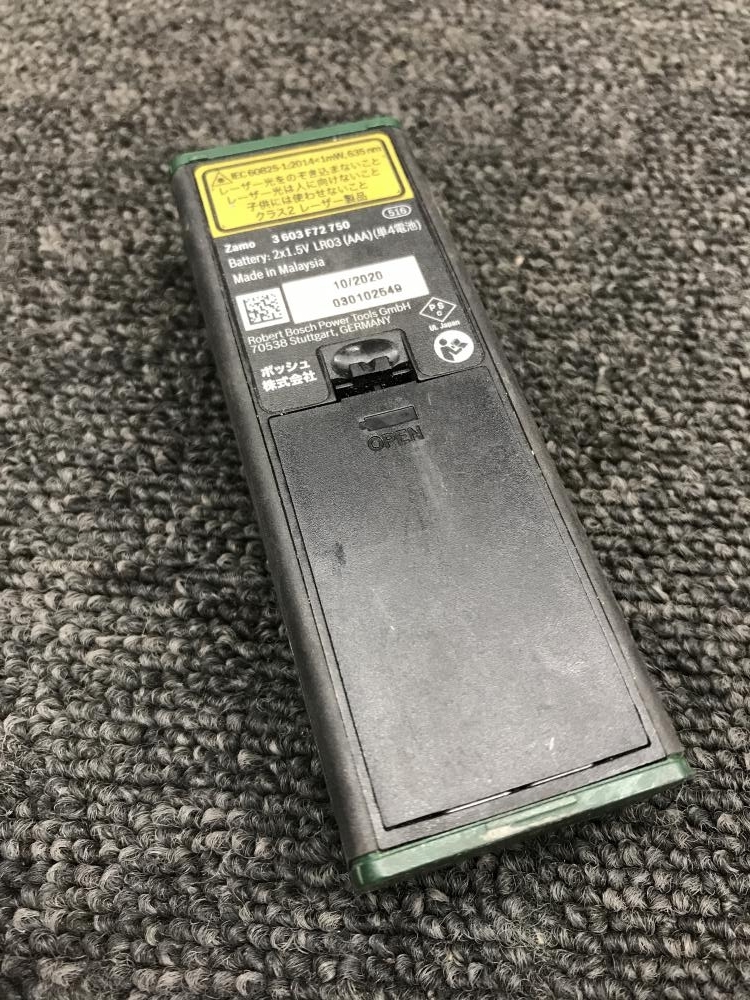 IEC 60825-1:2014<1mW, 635 nm
レーザー光をのぞき込まないこと
レーザー光は人に向けないこと
子供には使わせないこと
クラス2 レーザー製品
Zamo 3 603 F72 750 516
Battery: 2x1.5V LR03 (AAA) (単4電池)
Made in Malaysia
10/2020
030102549
Robert Bosch Power Tools GmbH
70538 Stuttgart, GERMANY
PS
C
UL Japan
ボッシュ
株式会社
OPEN